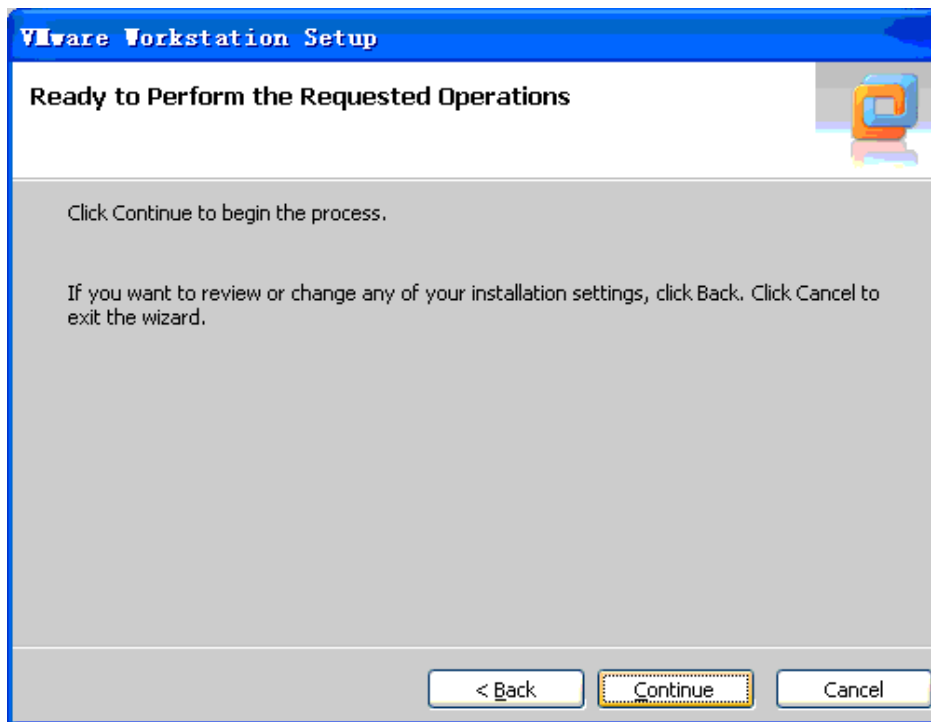 VMware Workstation Setup
Ready to Perform the Requested Operations
Click Continue to begin the process.
If you want to review or change any of your installation settings, click Back. Click Cancel to
exit the wizard.
< Back
Continue
Cancel